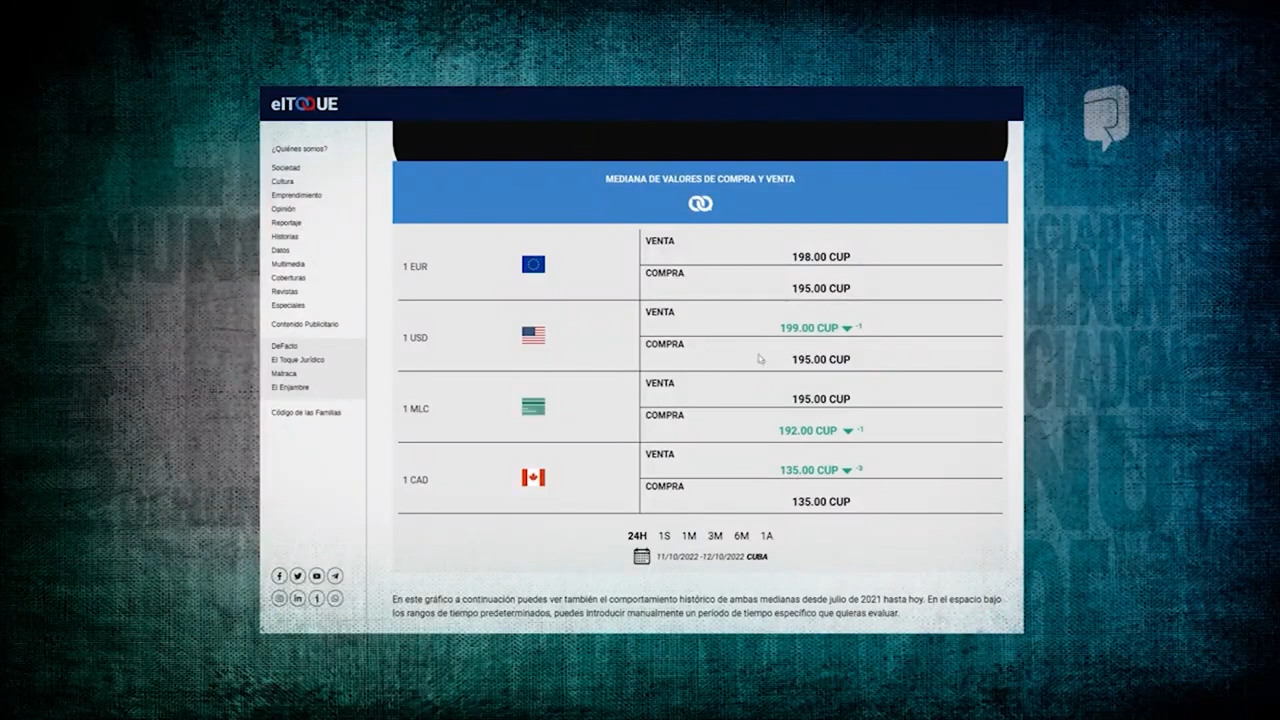 elTOQUE
¿Quiénes somos?
Sociedad
Cultura
Emprendimiento
Opinión
Reportaje
Historias
Datos
Multimedia
Coberturas
Revistas
Especiales
Contenido Publicitario
DeFacto
El Toque Jurídico
Matraca
El Enjambre
Código de las Familias
MEDIANA DE VALORES DE COMPRA Y VENTA
1 EUR
VENTA
198.00 CUP
COMPRA
195.00 CUP
1 USD
VENTA
199.00 CUP -1
COMPRA
195.00 CUP
1 MLC
VENTA
195.00 CUP
COMPRA
192.00 CUP -1
1 CAD
VENTA
135.00 CUP -3
COMPRA
135.00 CUP
24H 1S 1M 3M 6M 1A
11/10/2022 -12/10/2022 CUBA
En este gráfico a continuación puedes ver también el comportamiento histórico de ambas medianas desde julio de 2021 hasta hoy. En el espacio bajo
los rangos de tiempo predeterminados, puedes introducir manualmente un período de tiempo específico que quieras evaluar.